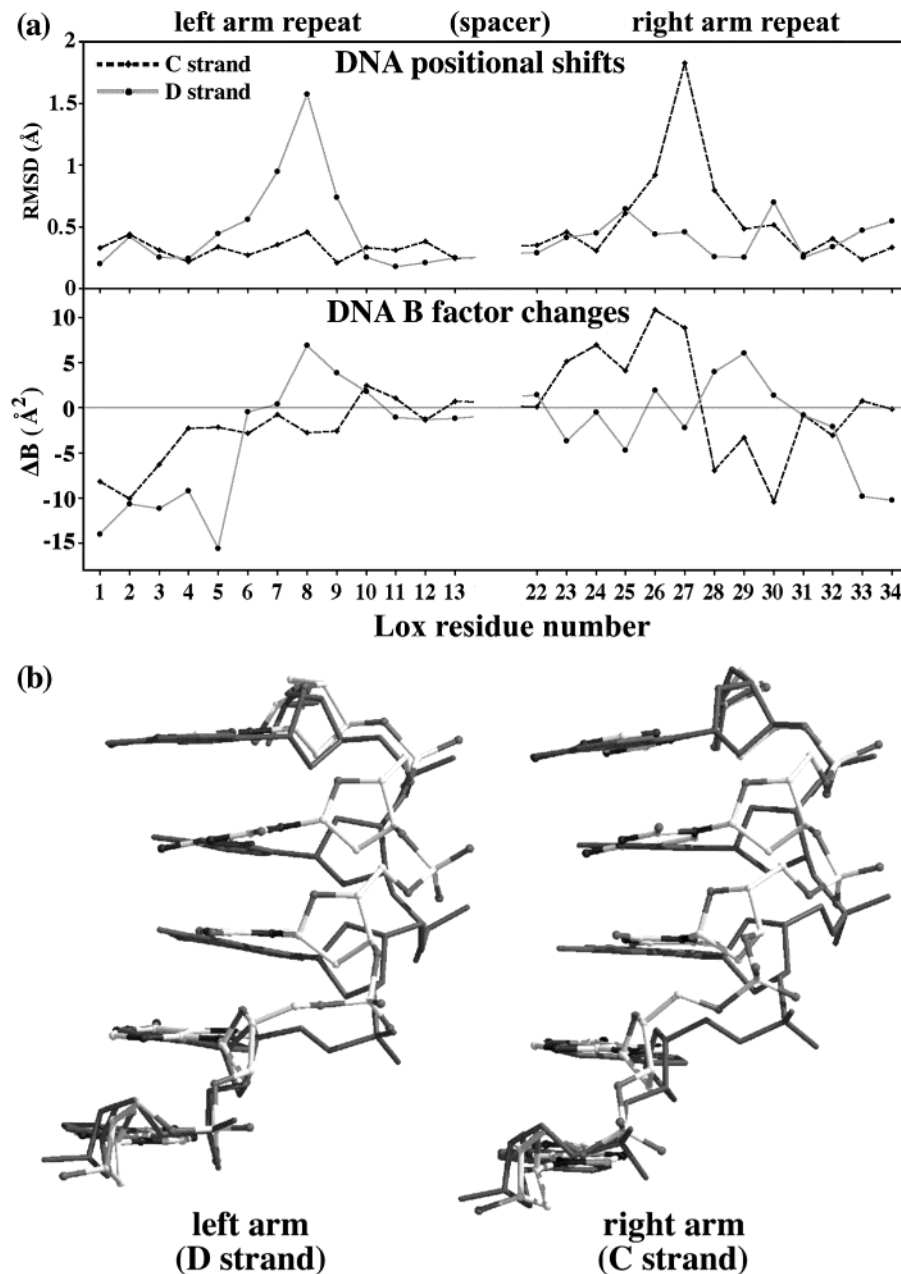 (a) left arm repeat (spacer) right arm repeat
DNA positional shifts
C strand
D strand
RMSD (Å)
2
1.5
1
0.5
0
DNA B factor changes
ΔB (Å²)
10
5
0
-5
-10
-15
1 2 3 4 5 6 7 8 9 10 11 12 13 22 23 24 25 26 27 28 29 30 31 32 33 34
Lox residue number
(b)
left arm right arm
(D strand) (C strand)